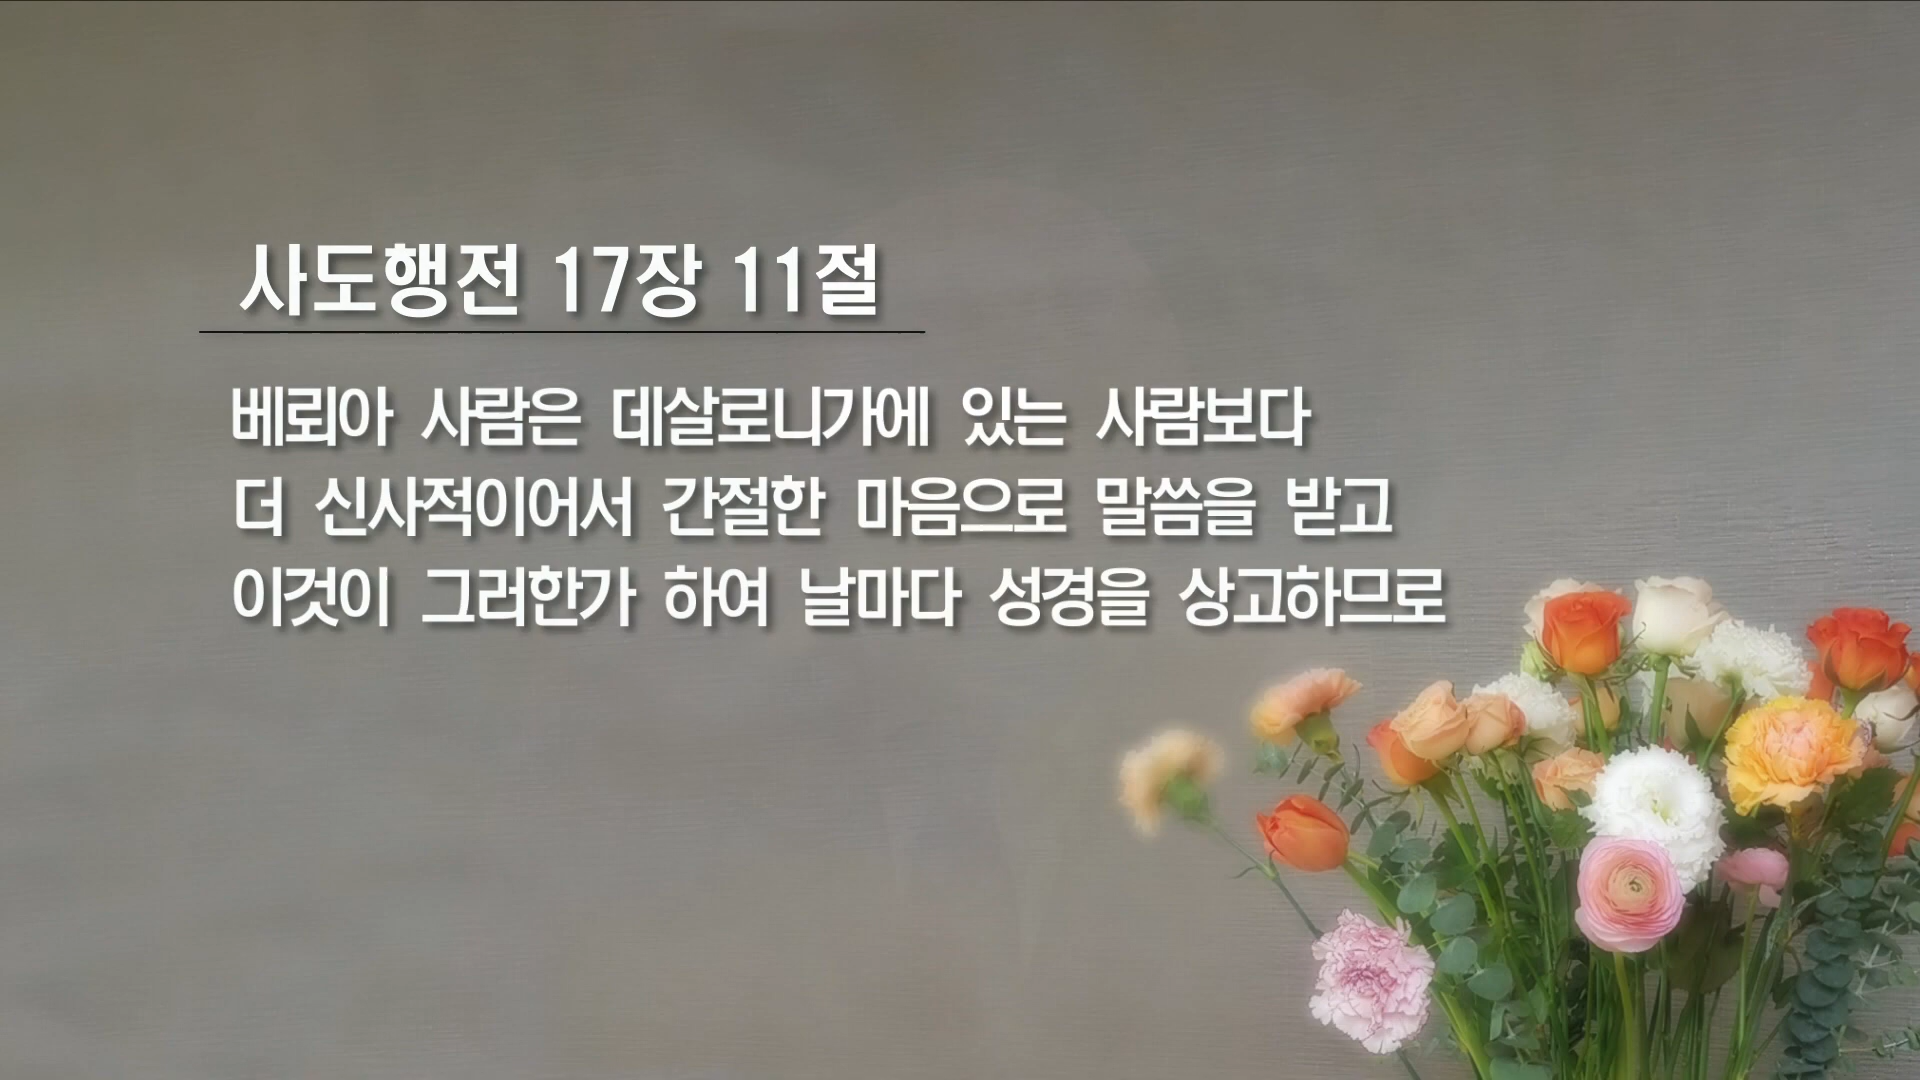 사도행전 17장 11절
베뢰아 사람은 데살로니가에 있는 사람보다
더 신사적이어서 간절한 마음으로 말씀을 받고
이것이 그러한가 하여 날마다 성경을 상고하므로